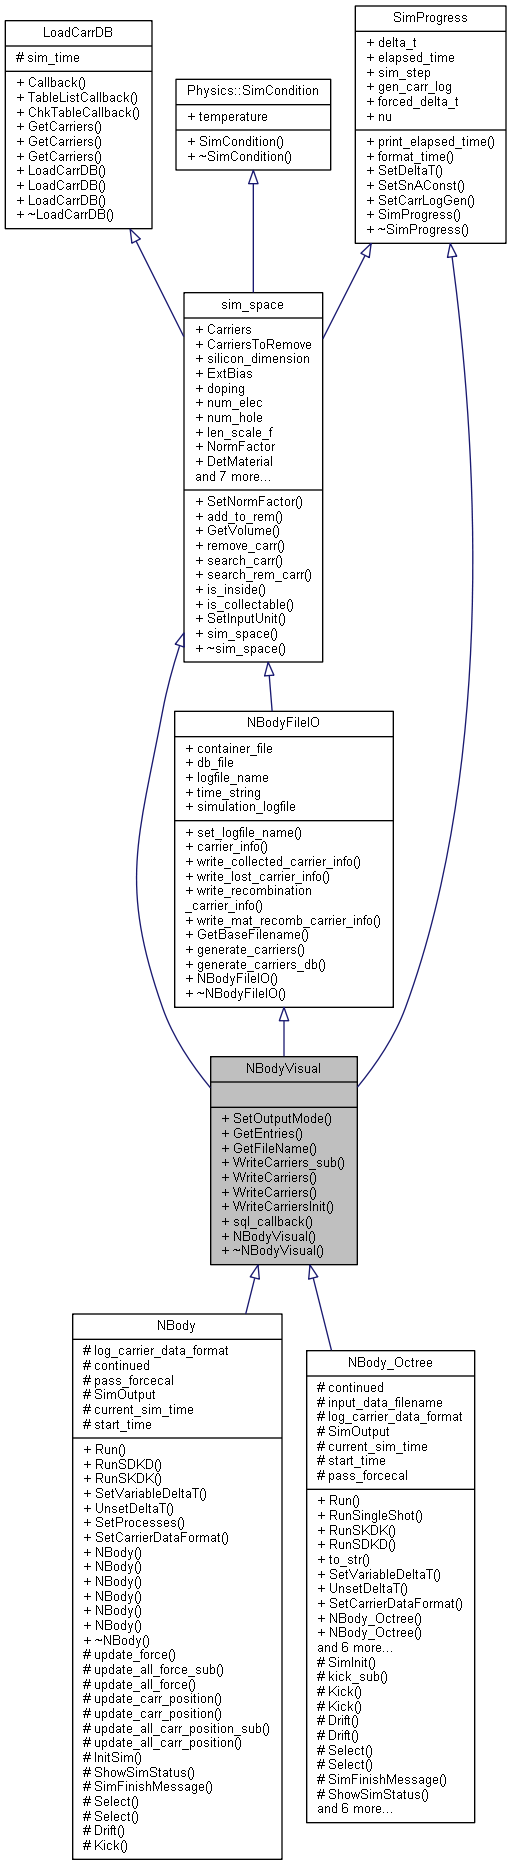 LoadCarrDB
# sim_time
+ Callback()
+ TableListCallback()
+ ChkTableCallback()
+ GetCarriers()
+ GetCarriers()
+ GetCarriers()
+ LoadCarrDB()
+ LoadCarrDB()
+ LoadCarrDB()
+ ~LoadCarrDB()
Physics::SimCondition
+ temperature
+ SimCondition()
+ ~SimCondition()
SimProgress
+ delta_t
+ elapsed_time
+ sim_step
+ gen_carr_log
+ forced_delta_t
+ nu
+ print_elapsed_time()
+ format_time()
+ SetDeltaT()
+ SetSnAConst()
+ SetCarrLogGen()
+ SimProgress()
+ ~SimProgress()
sim_space
+ Carriers
+ CarriersToRemove
+ silicon_dimension
+ ExtBias
+ doping
+ num_elec
+ num_hole
+ len_scale_f
+ NormFactor
+ DetMaterial
and 7 more...
+ SetNormFactor()
+ add_to_rem()
+ GetVolume()
+ remove_carr()
+ search_carr()
+ search_rem_carr()
+ is_inside()
+ is_collectable()
+ SetInputUnit()
+ sim_space()
+ ~sim_space()
NBodyFileIO
+ container_file
+ db_file
+ logfile_name
+ time_string
+ simulation_logfile
+ set_logfile_name()
+ carrier_info()
+ write_collected_carrier_info()
+ write_lost_carrier_info()
+ write_recombination
_carrier_info()
+ write_mat_recomb_carrier_info()
+ GetBaseFilename()
+ generate_carriers()
+ generate_carriers_db()
+ NBodyFileIO()
+ ~NBodyFileIO()
NBodyVisual
+ SetOutputMode()
+ GetEntries()
+ GetFileName()
+ WriteCarriers_sub()
+ WriteCarriers()
+ WriteCarriers()
+ WriteCarriersInit()
+ sql_callback()
+ NBodyVisual()
+ ~NBodyVisual()
NBody
# log_carrier_data_format
# continued
# pass_forcecal
# SimOutput
# current_sim_time
# start_time
+ Run()
+ RunSDKD()
+ RunSKDK()
+ SetVariableDeltaT()
+ UnsetDeltaT()
+ SetProcesses()
+ SetCarrierDataFormat()
+ NBody()
+ NBody()
+ NBody()
+ NBody()
+ NBody()
+ NBody()
+ ~NBody()
# update_force()
# update_all_force_sub()
# update_all_force()
# update_carr_position()
# update_carr_position()
# update_all_carr_position_sub()
# update_all_carr_position()
# InitSim()
# ShowSimStatus()
# SimFinishMessage()
# Select()
# Select()
# Drift()
# Kick()
NBody_Octree
# continued
# input_data_filename
# log_carrier_data_format
# SimOutput
# current_sim_time
# start_time
# pass_forcecal
+ Run()
+ RunSingleShot()
+ RunSKDK()
+ RunSDKD()
+ to_str()
+ SetVariableDeltaT()
+ UnsetDeltaT()
+ SetCarrierDataFormat()
+ NBody_Octree()
+ NBody_Octree()
and 6 more...
# SimInit()
# kick_sub()
# Kick()
# Kick()
# Drift()
# Drift()
# Select()
# Select()
# SimFinishMessage()
# ShowSimStatus()
and 6 more...